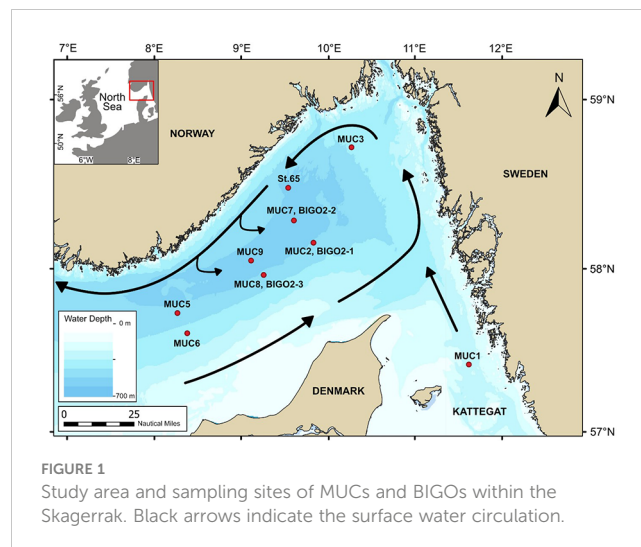 7°E 8°E 9°E 10°E 11°E 12°E
56°N
50°N
North
Sea
6°W 8°E
NORWAY
MUC3
N
59°N
St.65
SWEDEN
MUC7, BIGO2-2
MUC2, BIGO2-1
MUC9
MUC8, BIGO2-3
58°N
MUC5
MUC6
Water Depth
0 m
700 m
0 25
Nautical Miles
MUC1
DENMARK
KATTEGAT
57°N
FIGURE 1
Study area and sampling sites of MUCs and BIGOs within the
Skagerrak. Black arrows indicate the surface water circulation.